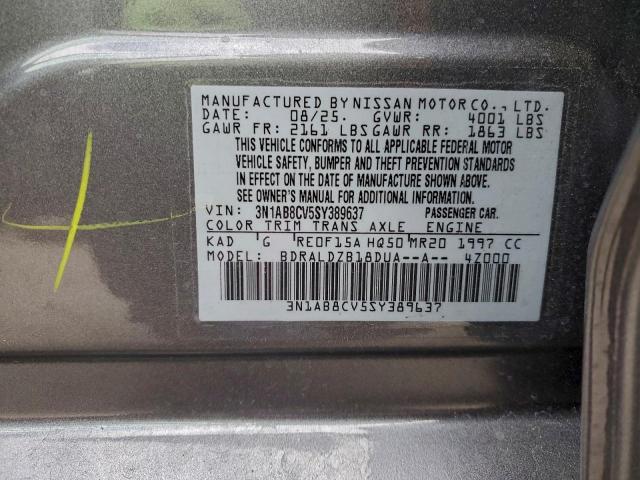 MANUFACTURED BY NISSAN MOTOR CO., LTD.
DATE: 08/25. GVWR: 4001 LBS
GAWR FR: 2161 LBS GAWR RR: 1863 LBS
THIS VEHICLE CONFORMS TO ALL APPLICABLE FEDERAL MOTOR
VEHICLE SAFETY, BUMPER AND THEFT PREVENTION STANDARDS
IN EFFECT ON THE DATE OF MANUFACTURE SHOWN ABOVE.
SEE OWNER'S MANUAL FOR ADDITIONAL INFORMATION.
VIN: 3N1AB8CV5SY389637 PASSENGER CAR.
COLOR TRIM TRANS AXLE ENGINE
KAD G RE0F15A HQ50 MR20 1997 CC
MODEL: BDRALDZB18DUA--A-- 4Z000
3N1AB8CV5SY389637